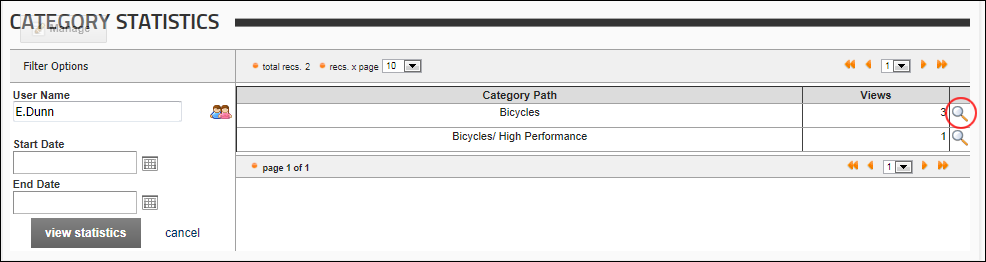 CATEGORY STATISTICS
Manage
Filter Options
total recs. 2 recs. x page 10 1
User Name
E.Dunn
Start Date
End Date
view statistics cancel
Category Path Views
Bicycles 3
Bicycles/ High Performance 1
page 1 of 1 1